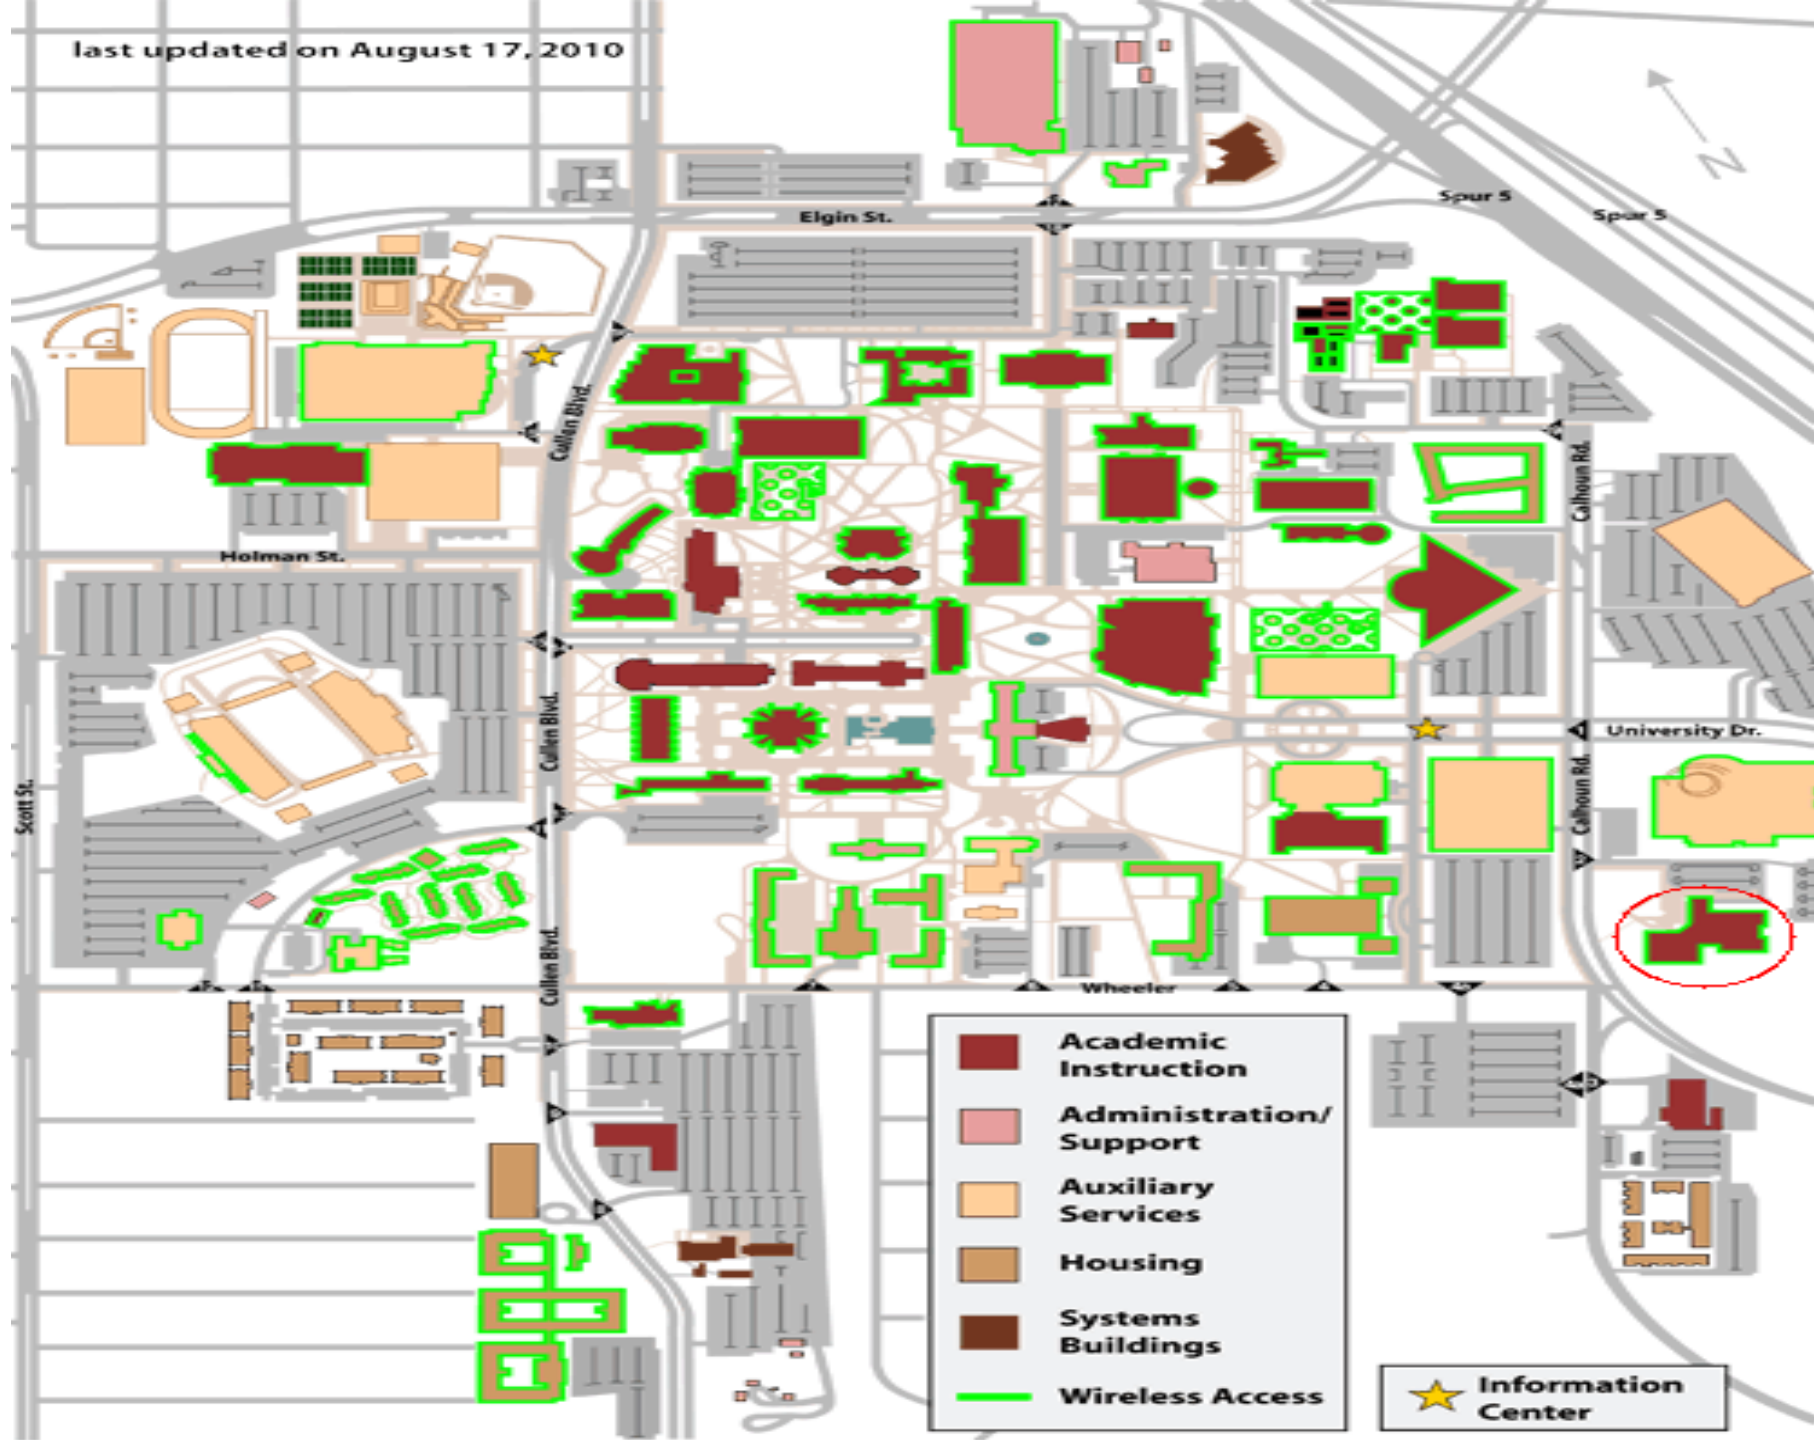 last updated on August 17, 2010
Elgin St.
Spur 5
Spur 5
N
Cullen Blvd.
Calhoun Rd.
Holman St.
Cullen Blvd.
University Dr.
Scott St.
Calhoun Rd.
Cullen Blvd.
Wheeler
Academic
Instruction
Administration/
Support
Auxiliary
Services
Housing
Systems
Buildings
Wireless Access
Information
Center